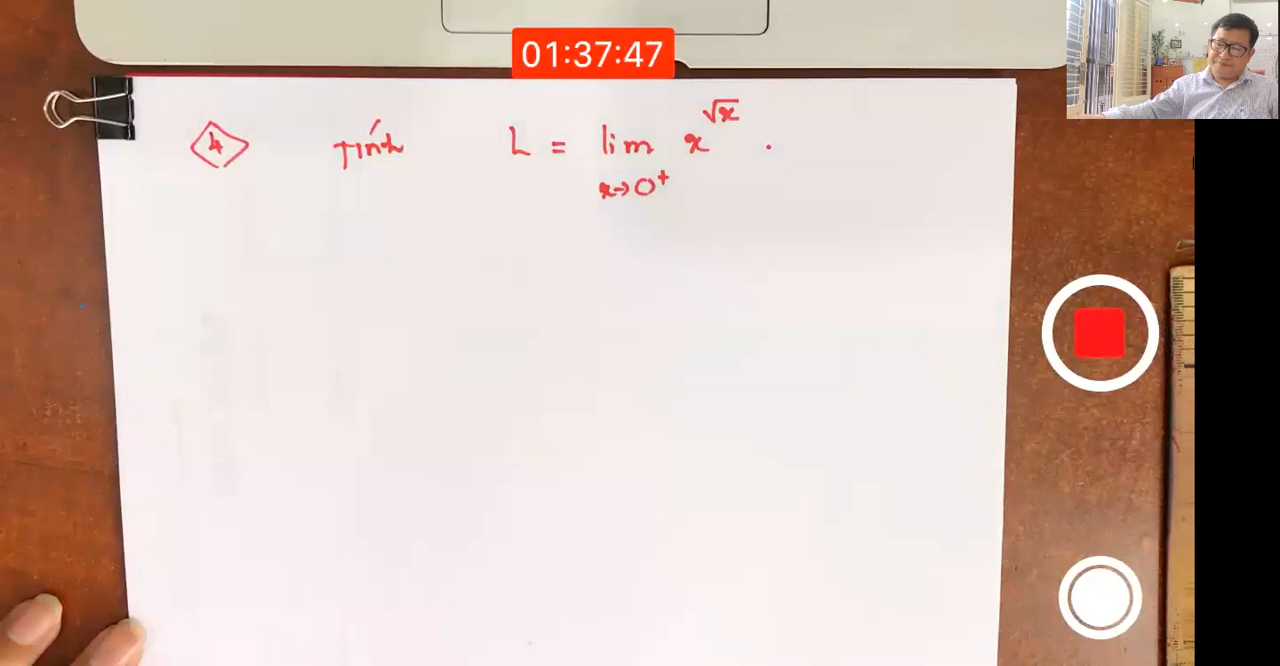 01:37:47
4 Tính L = lim x^√x .
x→0⁺